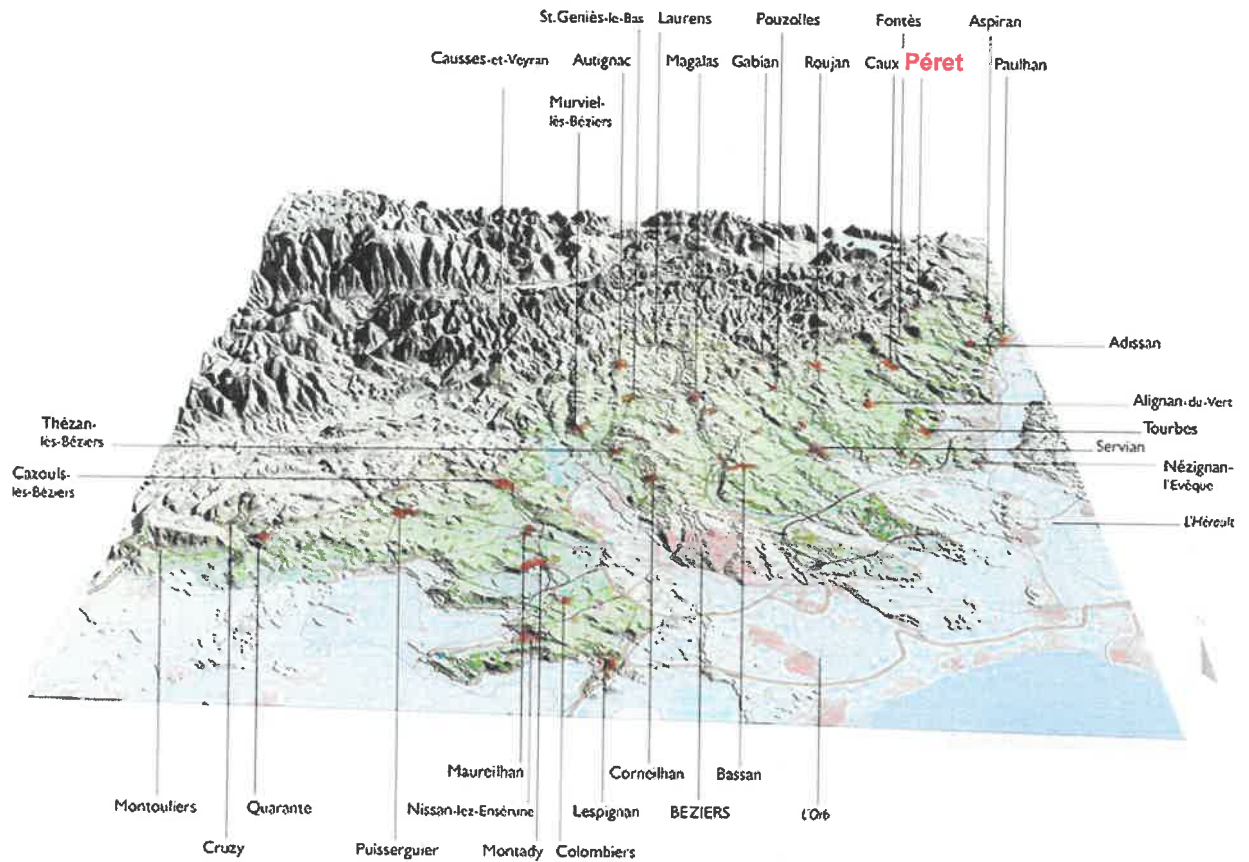 St.Geniès-le-Bas Laurens Pouzolles Fontès Aspiran
Causses-et-Veyran Autignac Magalas Gabian Roujan Caux Péret Paulhan
Murviel-
lès-Béziers
Adissan
Alignan-du-Vert
Thézan-
lès-Béziers
Tourbes
Servian
Cazouls-
les-Béziers
Nézignan-
l'Evêque
L'Hérault
Maureilhan Corneilhan Bassan
Montouliers Quarante Nissan-lez-Ensérune Lespignan BEZIERS L'Orb
Cruzy Puisserguier Montady Colombiers